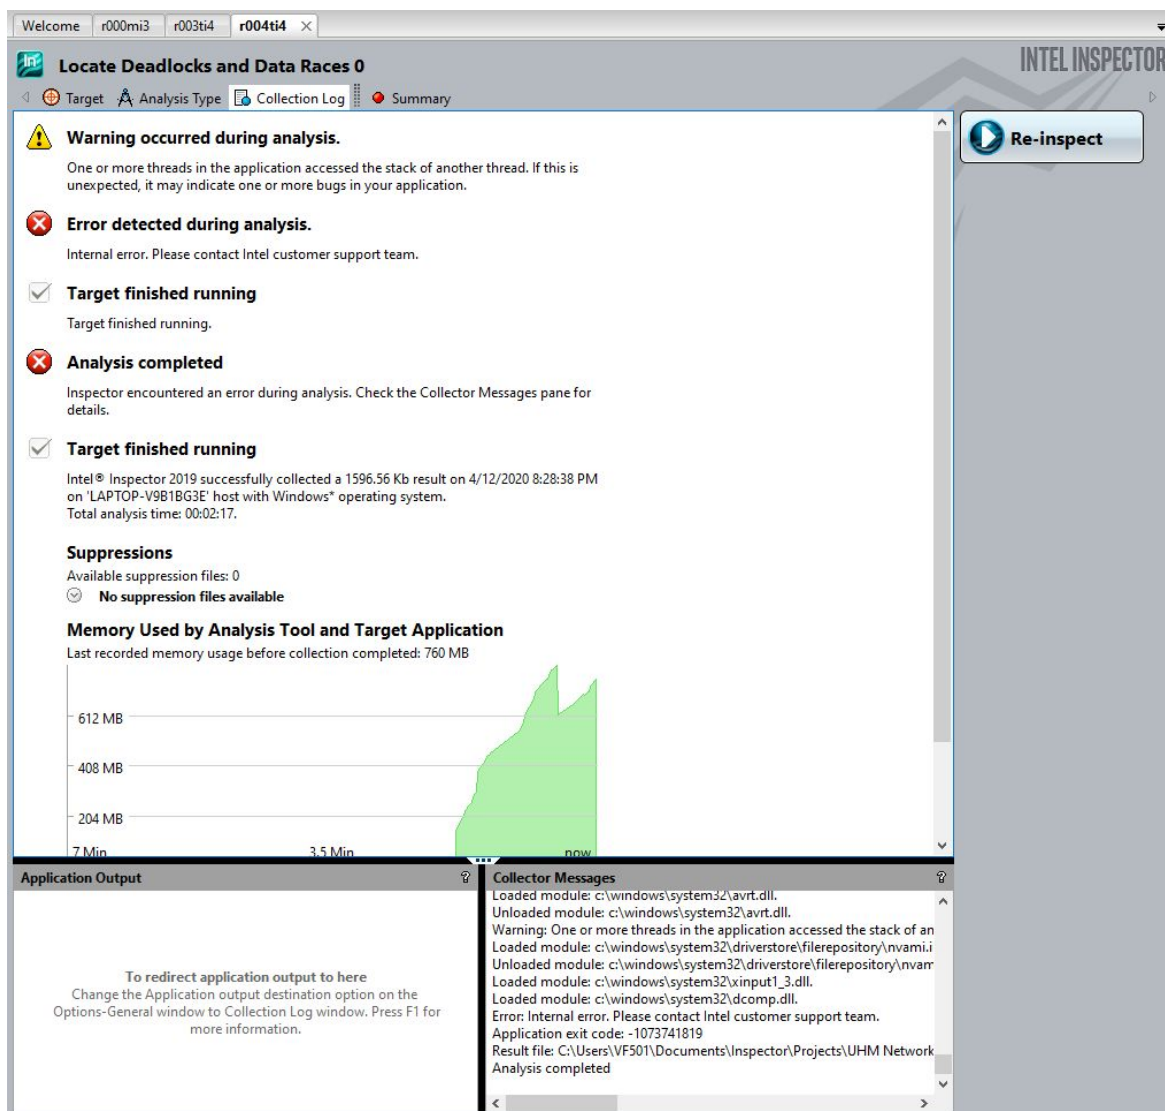 Welcome r000mi3 r003ti4 r004ti4
Locate Deadlocks and Data Races 0
INTEL INSPECTOR
Target Analysis Type Collection Log Summary
Warning occurred during analysis.
One or more threads in the application accessed the stack of another thread. If this is
unexpected, it may indicate one or more bugs in your application.
Error detected during analysis.
Internal error. Please contact Intel customer support team.
Target finished running
Target finished running.
Analysis completed
Inspector encountered an error during analysis. Check the Collector Messages pane for
details.
Target finished running
Intel® Inspector 2019 successfully collected a 1596.56 Kb result on 4/12/2020 8:28:38 PM
on 'LAPTOP-V9B1BG3E' host with Windows* operating system.
Total analysis time: 00:02:17.
Suppressions
Available suppression files: 0
No suppression files available
Memory Used by Analysis Tool and Target Application
Last recorded memory usage before collection completed: 760 MB
612 MB
408 MB
204 MB
7 Min 3.5 Min now
Re-inspect
Application Output ?
To redirect application output to here
Change the Application output destination option on the
Options-General window to Collection Log window. Press F1 for
more information.
Collector Messages ?
Loaded module: c:\windows\system32\avrt.dll.
Unloaded module: c:\windows\system32\avrt.dll.
Warning: One or more threads in the application accessed the stack of an
Loaded module: c:\windows\system32\driverstore\filerepository\nvami.i
Unloaded module: c:\windows\system32\driverstore\filerepository\nvam
Loaded module: c:\windows\system32\xinput1_3.dll.
Loaded module: c:\windows\system32\dcomp.dll.
Error: Internal error. Please contact Intel customer support team.
Application exit code: -1073741819
Result file: C:\Users\VF501\Documents\Inspector\Projects\UHM Network
Analysis completed